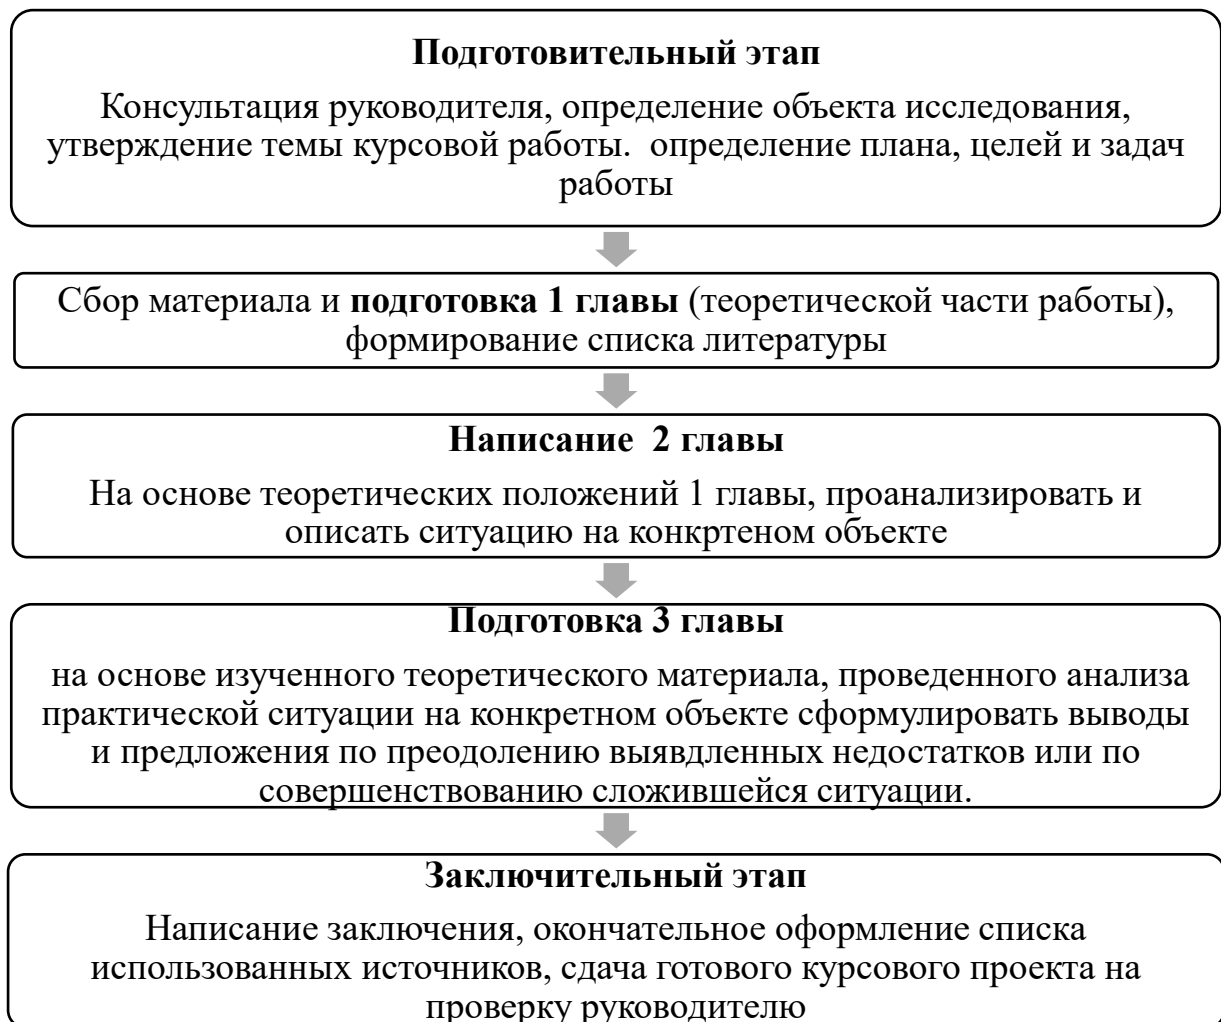 Подготовительный этап
Консультация руководителя, определение объекта исследования,
утверждение темы курсовой работы.  определение плана, целей и задач
работы
Сбор материала и подготовка 1 главы (теоретической части работы),
формирование списка литературы
Написание  2 главы
На основе теоретических положений 1 главы, проанализировать и
описать ситуацию на конкртеном объекте
Подготовка 3 главы
на основе изученного теоретического материала, проведенного анализа
практической ситуации на конкретном объекте сформулировать выводы
и предложения по преодолению выявдленных недостатков или по
совершенствованию сложившейся ситуации.
Заключительный этап
Написание заключения, окончательное оформление списка
использованных источников, сдача готового курсового проекта на
проверку руководителю